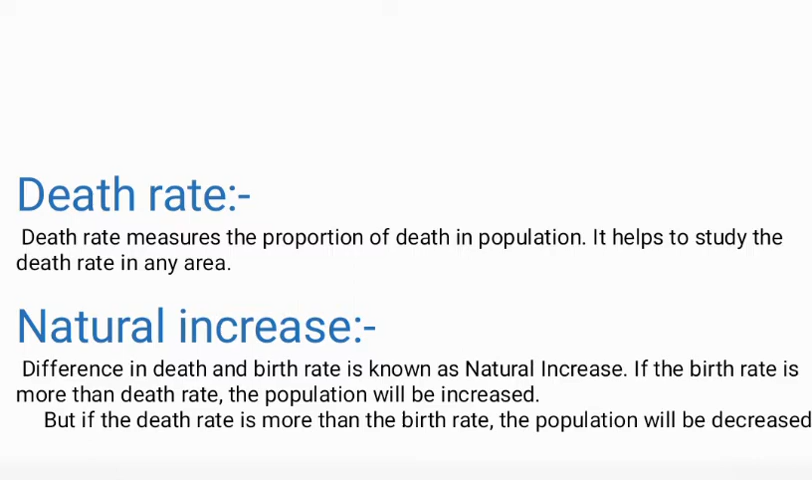 Death rate:-
Death rate measures the proportion of death in population. It helps to study the
death rate in any area.
Natural increase:-
Difference in death and birth rate is known as Natural Increase. If the birth rate is
more than death rate, the population will be increased.
But if the death rate is more than the birth rate, the population will be decreased